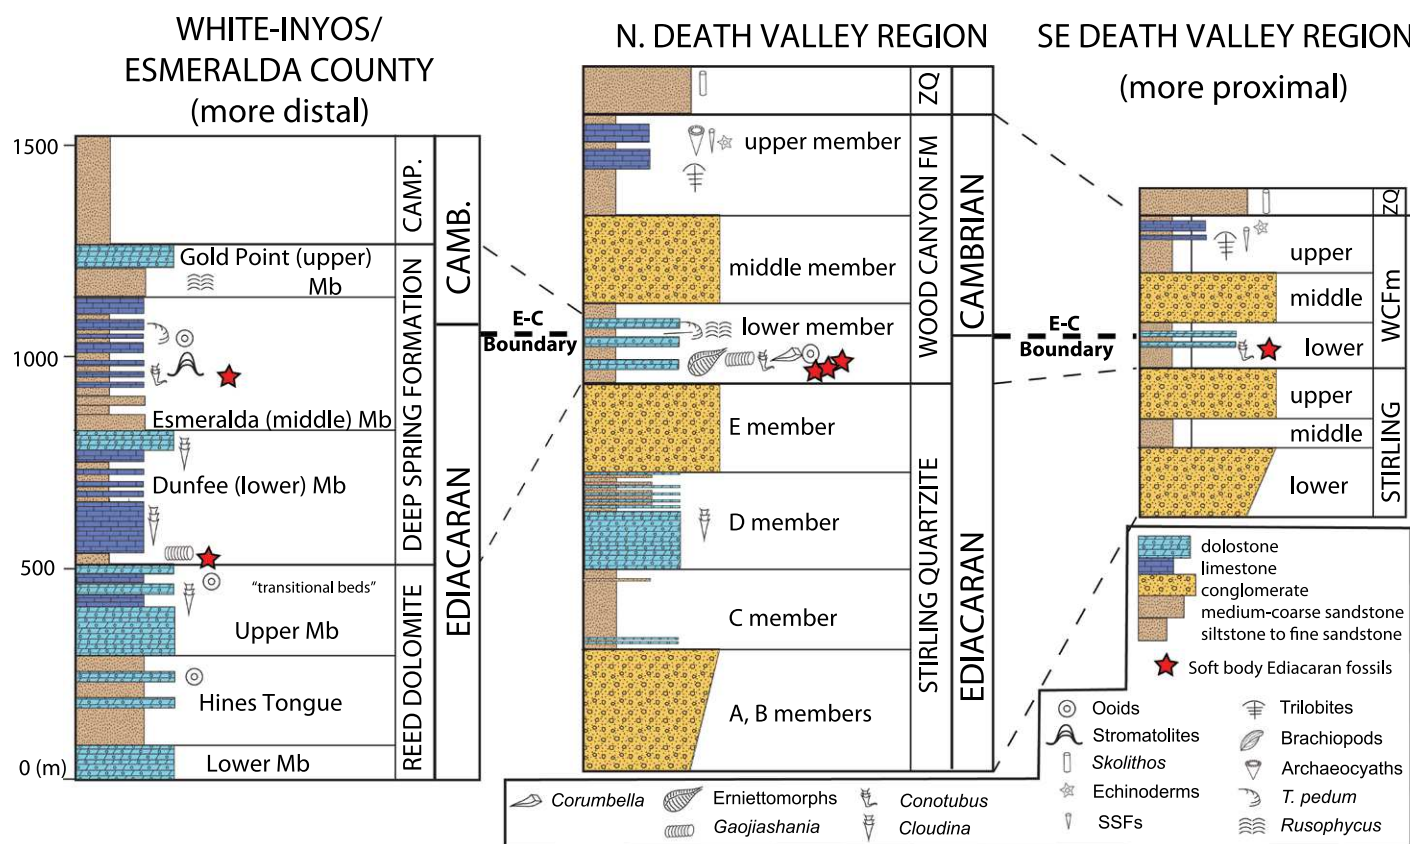 WHITE-INYOS/
ESMERALDA COUNTY
(more distal)
1500
1000
500
0 (m)
Gold Point (upper)
Mb
Esmeralda (middle) Mb
Dunfee (lower) Mb
"transitional beds"
Upper Mb
Hines Tongue
Lower Mb
CAMP.
DEEP SPRING FORMATION
REED DOLOMITE
CAMB.
EDIACARAN
E-C
Boundary
N. DEATH VALLEY REGION
upper member
middle member
lower member
E member
D member
C member
A, B members
ZQ
WOOD CANYON FM
STIRLING QUARTZITE
CAMBRIAN
EDIACARAN
E-C
Boundary
SE DEATH VALLEY REGION
(more proximal)
upper
middle
lower
upper
middle
lower
ZQ
WCFm
STIRLING
dolostone
limestone
conglomerate
medium-coarse sandstone
siltstone to fine sandstone
Soft body Ediacaran fossils
Ooids
Stromatolites
Skolithos
Echinoderms
SSFs
Trilobites
Brachiopods
Archaeocyaths
T. pedum
Rusophycus
Corumbella
Erniettomorphs
Gaojiashania
Conotubus
Cloudina